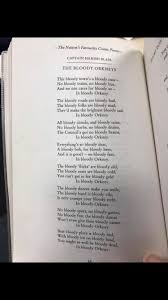 The Nation's Favourite Comic Poems
CAPTAIN HAMISH BLAIR
THE BLOODY ORKNEYS
This bloody town's a bloody cuss –
No bloody trains, no bloody bus,
And no one cares for bloody us –
In bloody Orkney.
The bloody roads are bloody bad,
The bloody folks are bloody mad,
They'd make the brightest bloody sad,
In bloody Orkney.
All bloody clouds, and bloody rains,
No bloody kerbs, no bloody drains,
The Council's got no bloody brains,
In bloody Orkney.
Everything's so bloody dear,
A bloody bob, for bloody beer,
And is it good? – no bloody fear,
In bloody Orkney.
The bloody 'flicks' are bloody old,
The bloody seats are bloody cold,
You can't get in for bloody gold
In bloody Orkney.
The bloody dances make you smile,
The bloody band is bloody vile,
It only cramps your bloody style,
In bloody Orkney.
No bloody sport, no bloody games,
No bloody fun, the bloody dames
Won't even give their bloody names
In bloody Orkney.
Best bloody place is bloody bed,
With bloody ice on bloody head,
You might as well be bloody dead,
In bloody Orkney.